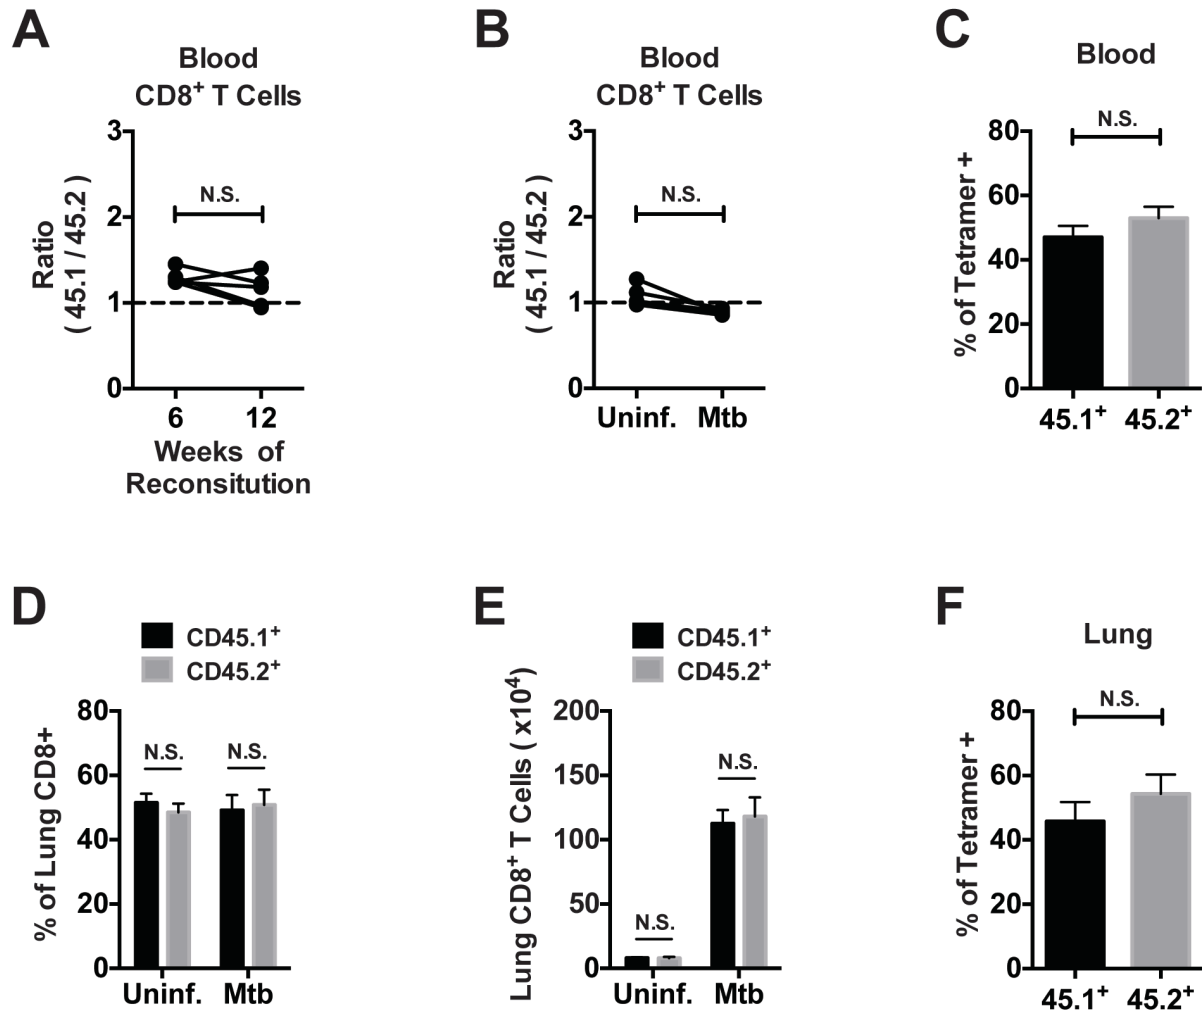 A
Blood
CD8+ T Cells
3
2
1
0
Ratio
( 45.1 / 45.2 )
N.S.
6 12
Weeks of
Reconsitution
B
Blood
CD8+ T Cells
3
2
1
0
Ratio
( 45.1 / 45.2 )
N.S.
Uninf. Mtb
C
Blood
80
60
40
20
0
% of Tetramer +
N.S.
45.1+ 45.2+
D
CD45.1+
CD45.2+
80
60
40
20
0
% of Lung CD8+
N.S. N.S.
Uninf. Mtb
E
CD45.1+
CD45.2+
200
150
100
50
0
Lung CD8+ T Cells ( x10⁴)
N.S.
N.S.
Uninf. Mtb
F
Lung
80
60
40
20
0
% of Tetramer +
N.S.
45.1+ 45.2+